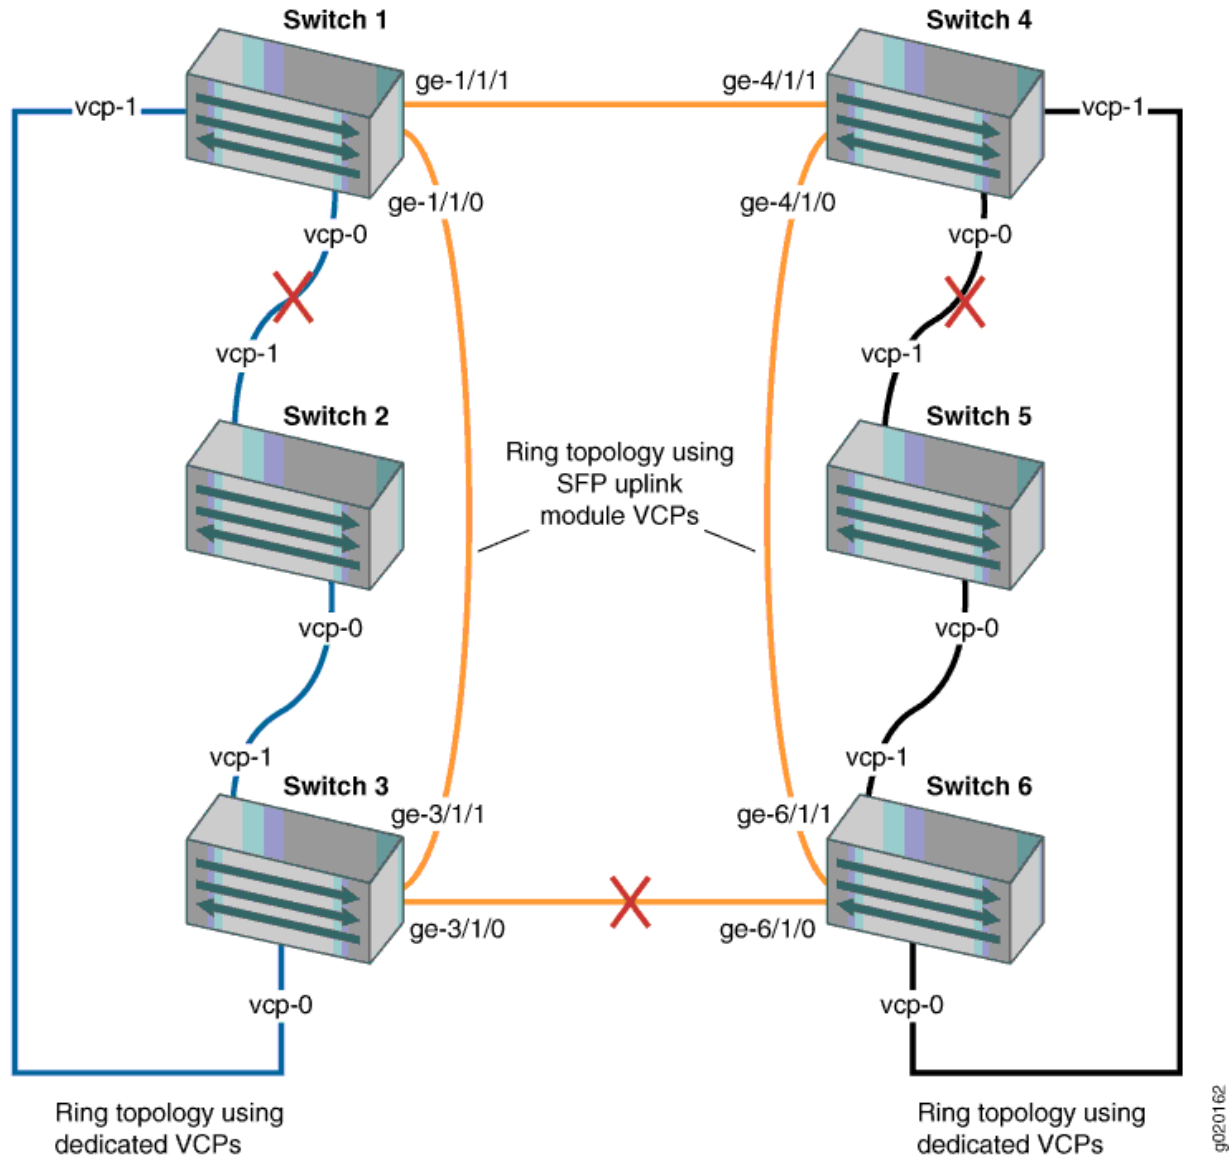 Switch 1
Switch 4
ge-1/1/1
ge-4/1/1
vcp-1
vcp-1
ge-1/1/0
ge-4/1/0
vcp-0
vcp-0
vcp-1
vcp-1
Switch 2
Switch 5
Ring topology using
SFP uplink
module VCPs
vcp-0
vcp-0
vcp-1
vcp-1
Switch 3
Switch 6
ge-3/1/1
ge-6/1/1
ge-3/1/0
ge-6/1/0
vcp-0
vcp-0
Ring topology using
dedicated VCPs
Ring topology using
dedicated VCPs
g020162